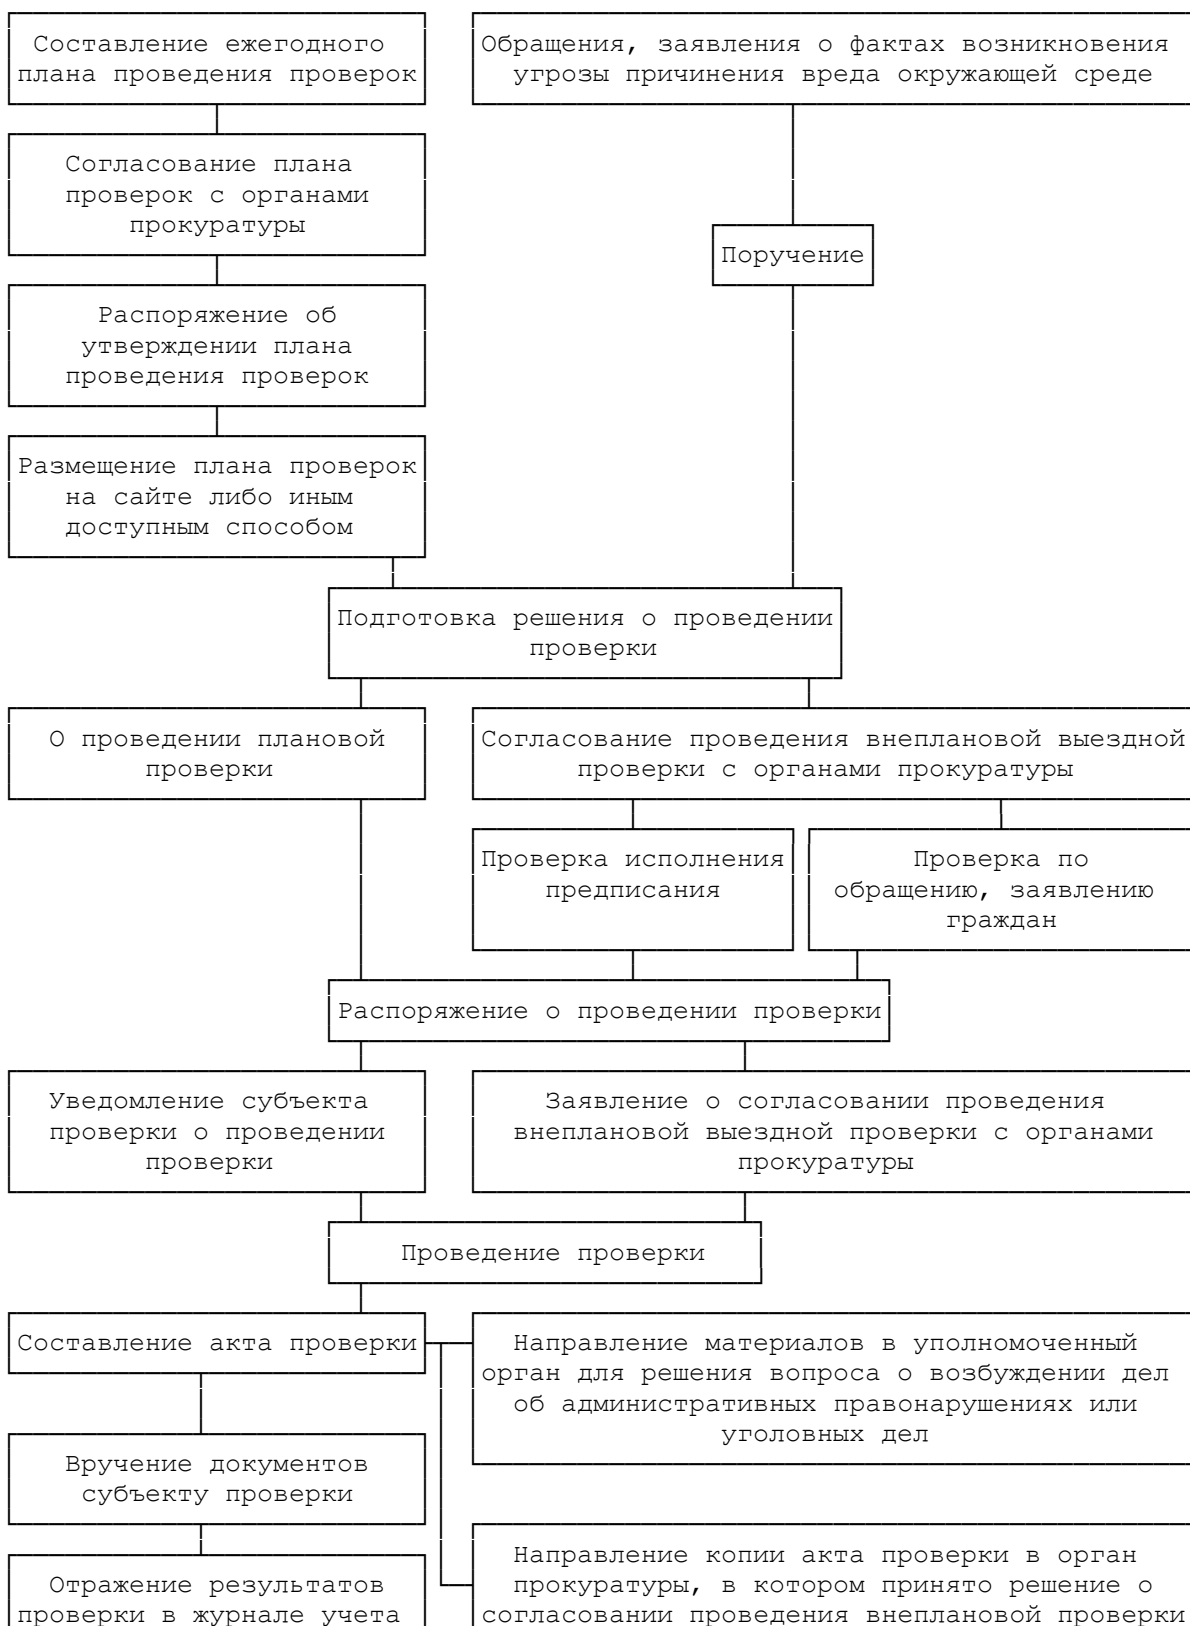 Составление ежегодного
плана проведения проверок
Обращения, заявления о фактах возникновения
угрозы причинения вреда окружающей среде
Согласование плана
проверок с органами
прокуратуры
Поручение
Распоряжение об
утверждении плана
проведения проверок
Размещение плана проверок
на сайте либо иным
доступным способом
Подготовка решения о проведении
проверки
О проведении плановой
проверки
Согласование проведения внеплановой выездной
проверки с органами прокуратуры
Проверка исполнения
предписания
Проверка по
обращению, заявлению
граждан
Распоряжение о проведении проверки
Уведомление субъекта
проверки о проведении
проверки
Заявление о согласовании проведения
внеплановой выездной проверки с органами
прокуратуры
Проведение проверки
Составление акта проверки
Направление материалов в уполномоченный
орган для решения вопроса о возбуждении дел
об административных правонарушениях или
уголовных дел
Вручение документов
субъекту проверки
Отражение результатов
проверки в журнале учета
Направление копии акта проверки в орган
прокуратуры, в котором принято решение о
согласовании проведения внеплановой проверки